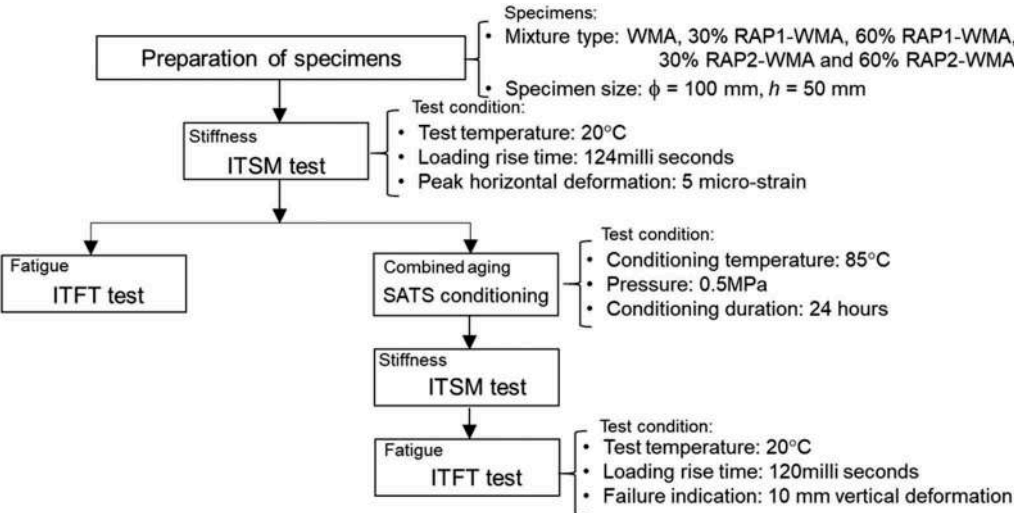 Specimens:
Preparation of specimens
• Mixture type: WMA, 30% RAP1-WMA, 60% RAP1-WMA,
30% RAP2-WMA and 60% RAP2-WMA
• Specimen size: ϕ = 100 mm, h = 50 mm
Stiffness
ITSM test
Test condition:
• Test temperature: 20°C
• Loading rise time: 124milli seconds
• Peak horizontal deformation: 5 micro-strain
Fatigue
ITFT test
Combined aging
SATS conditioning
Test condition:
• Conditioning temperature: 85°C
• Pressure: 0.5MPa
• Conditioning duration: 24 hours
Stiffness
ITSM test
Fatigue
ITFT test
Test condition:
• Test temperature: 20°C
• Loading rise time: 120milli seconds
• Failure indication: 10 mm vertical deformation